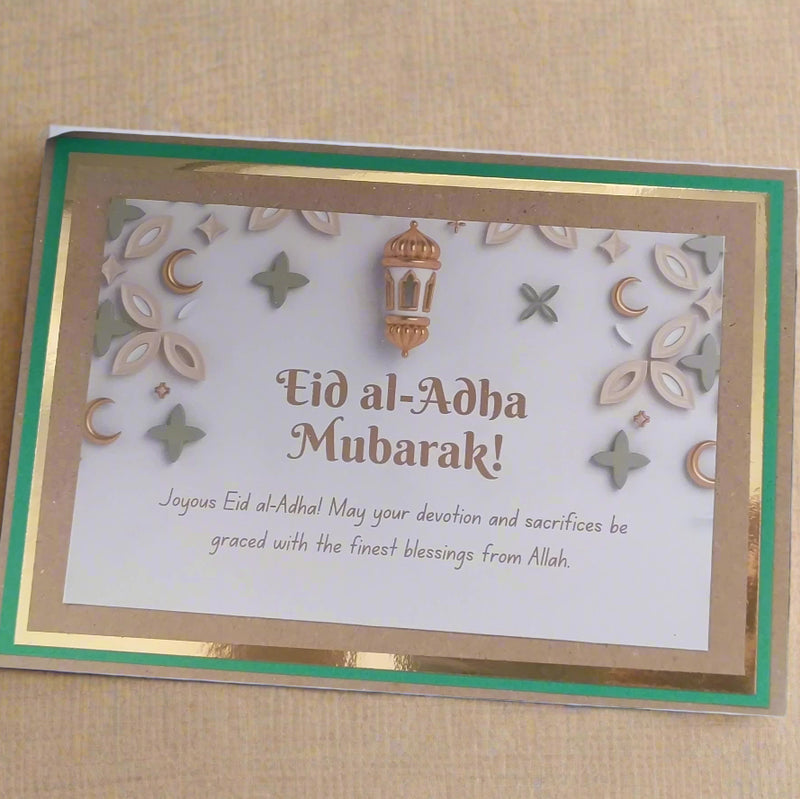 Eid al-Adha
Mubarak!
Joyous Eid al-Adha! May your devotion and sacrifices be
graced with the finest blessings from Allah.